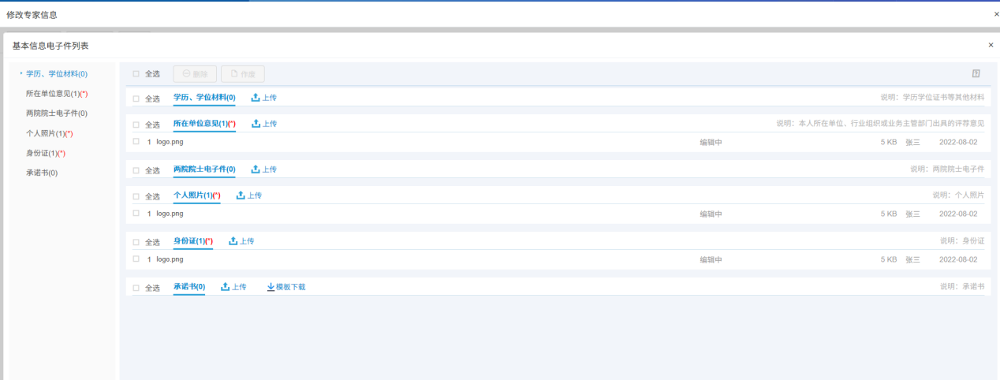 修改专家信息 ×
基本信息电子件列表 ×
学历、学位材料(0)
所在单位意见(1)(*)
两院院士电子件(0)
个人照片(1)(*)
身份证(1)(*)
承诺书(0)
全选 删除 作废
全选 学历、学位材料(0) 上传 说明：学历学位证书等其他材料
全选 所在单位意见(1)(*) 上传 说明：本人所在单位、行业组织或业务主管部门出具的评荐意见
1 logo.png 编辑中 5 KB 张三 2022-08-02
全选 两院院士电子件(0) 上传 说明：两院院士电子件
全选 个人照片(1)(*) 上传 说明：个人照片
1 logo.png 编辑中 5 KB 张三 2022-08-02
全选 身份证(1)(*) 上传 说明：身份证
1 logo.png 编辑中 5 KB 张三 2022-08-02
全选 承诺书(0) 上传 模板下载 说明：承诺书